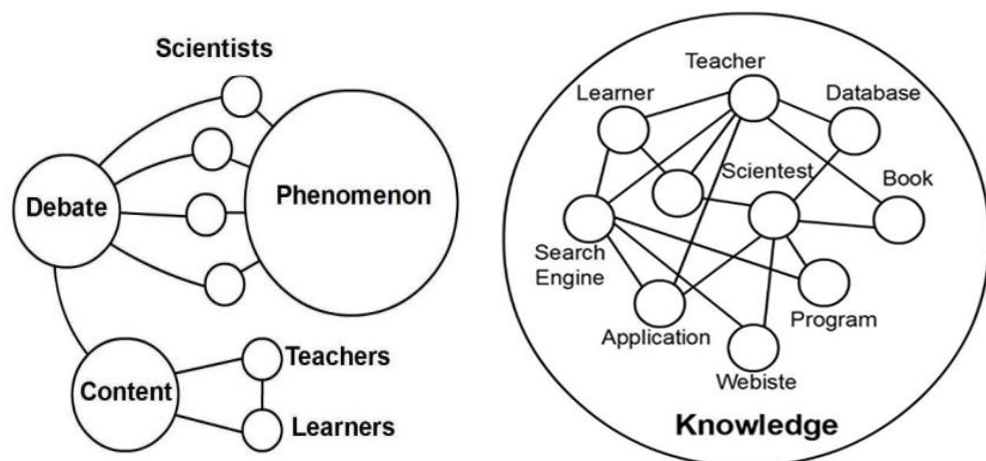 Scientists
Debate
Phenomenon
Content
Teachers
Learners
Teacher
Learner
Database
Scientest
Book
Search
Engine
Program
Application
Webiste
Knowledge